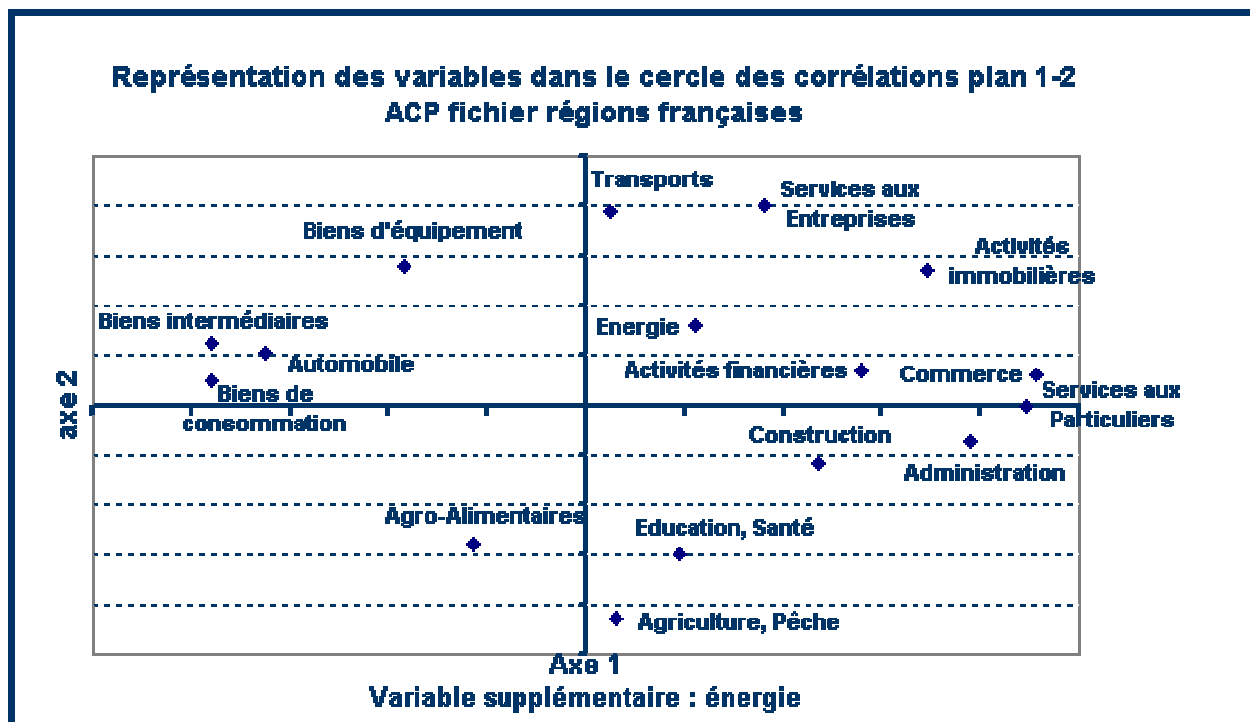 Représentation des variables dans le cercle des corrélations plan 1-2
ACP fichier régions françaises
Transports
Services aux
Entreprises
Biens d'équipement
Activités
immobilières
Biens intermédiaires
Energie
Automobile
Activités financières
Commerce
Biens de
consommation
Services aux
Particuliers
axe 2
Construction
Administration
Agro-Alimentaires
Education, Santé
Agriculture, Pêche
Axe 1
Variable supplémentaire : énergie